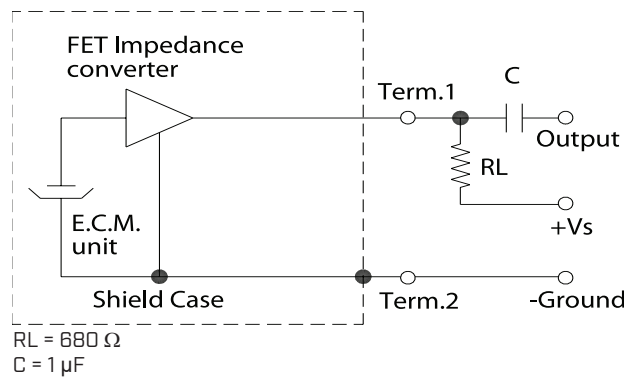 FET Impedance
converter
Term.1
C
Output
RL
+Vs
E.C.M.
unit
Shield Case
Term.2
-Ground
RL = 680 Ω
C = 1 µF